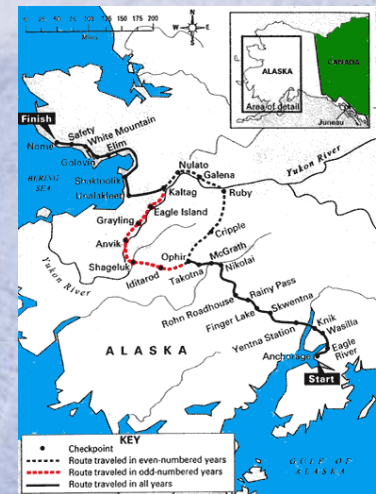 0 25 50 75 100 125 150 175 200
Miles
N
W E
S
CANADA
ALASKA
Area of detail
Juneau
Finish
Safety
White Mountain
Elim
Nome
Golovin
Shaktoolik
Unalakleet
BERING
SEA
Nulato
Galena
Yukon River
Kaltag
Ruby
Eagle Island
Grayling
Cripple
Anvik
Ophir
McGrath
Shageluk
Takotna
Nikolai
Iditarod
Yukon River
Rainy Pass
Rohn Roadhouse
Skwentna
Finger Lake
Knik
Yentna Station
Wasilla
Eagle
River
Anchorage
ALASKA
Start
KEY
Checkpoint
Route traveled in even-numbered years
Route traveled in odd-numbered years
Route traveled in all years
GULF OF
ALASKA